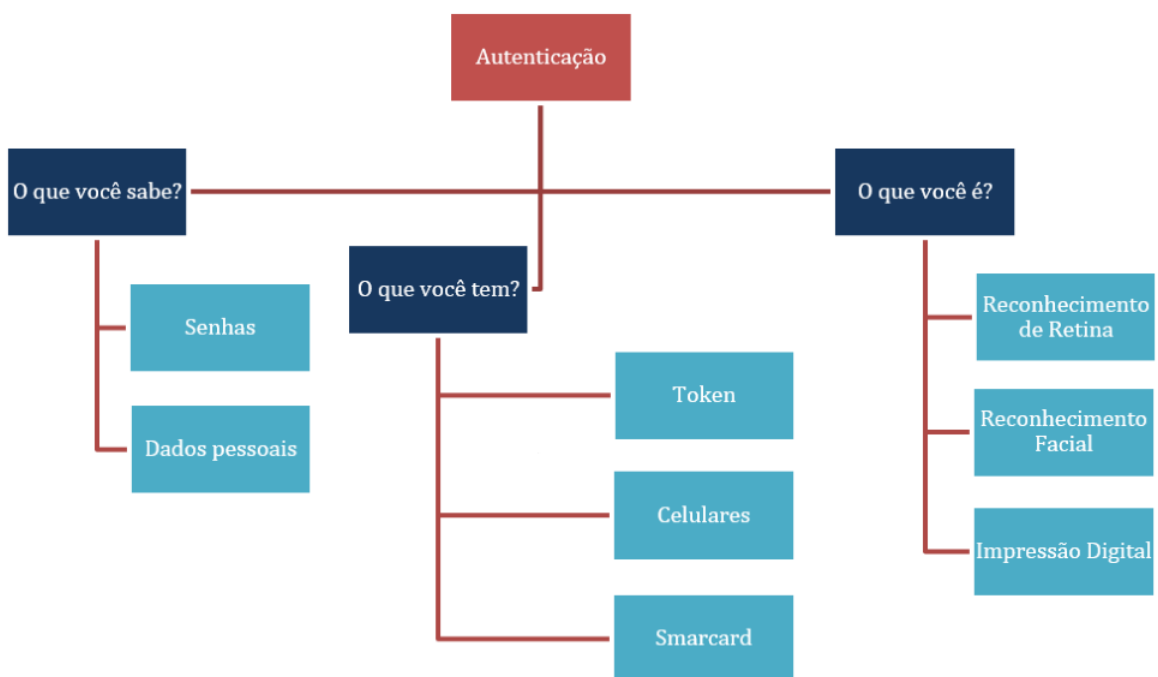 Autenticação
O que você sabe?
Senhas
Dados pessoais
O que você tem?
Token
Celulares
Smarcard
O que você é?
Reconhecimento
de Retina
Reconhecimento
Facial
Impressão Digital